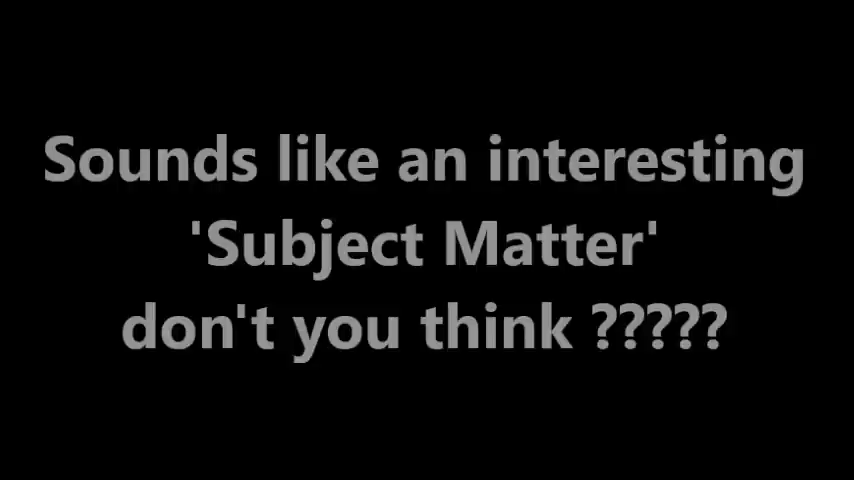 Sounds like an interesting
'Subject Matter'
don't you think ?????